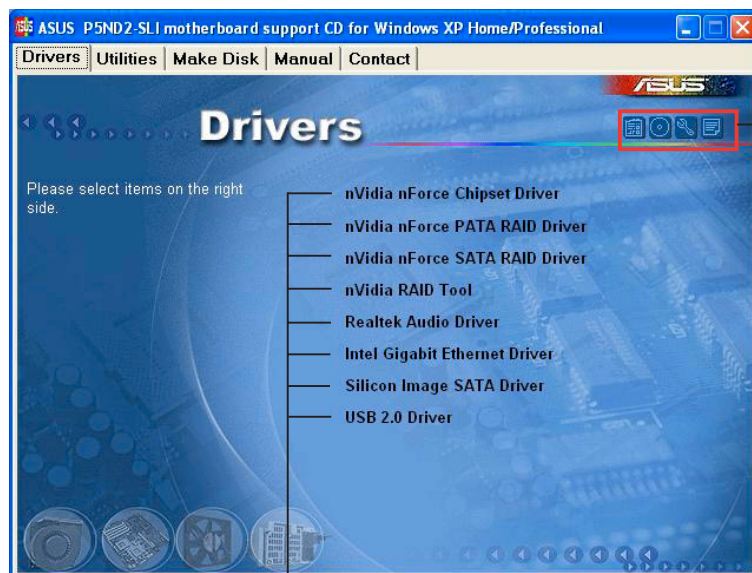 ASUS P5ND2-SLI motherboard support CD for Windows XP Home/Professional
Drivers Utilities Make Disk Manual Contact
ASUS
Drivers
Please select items on the right
side.
nVidia nForce Chipset Driver
nVidia nForce PATA RAID Driver
nVidia nForce SATA RAID Driver
nVidia RAID Tool
Realtek Audio Driver
Intel Gigabit Ethernet Driver
Silicon Image SATA Driver
USB 2.0 Driver